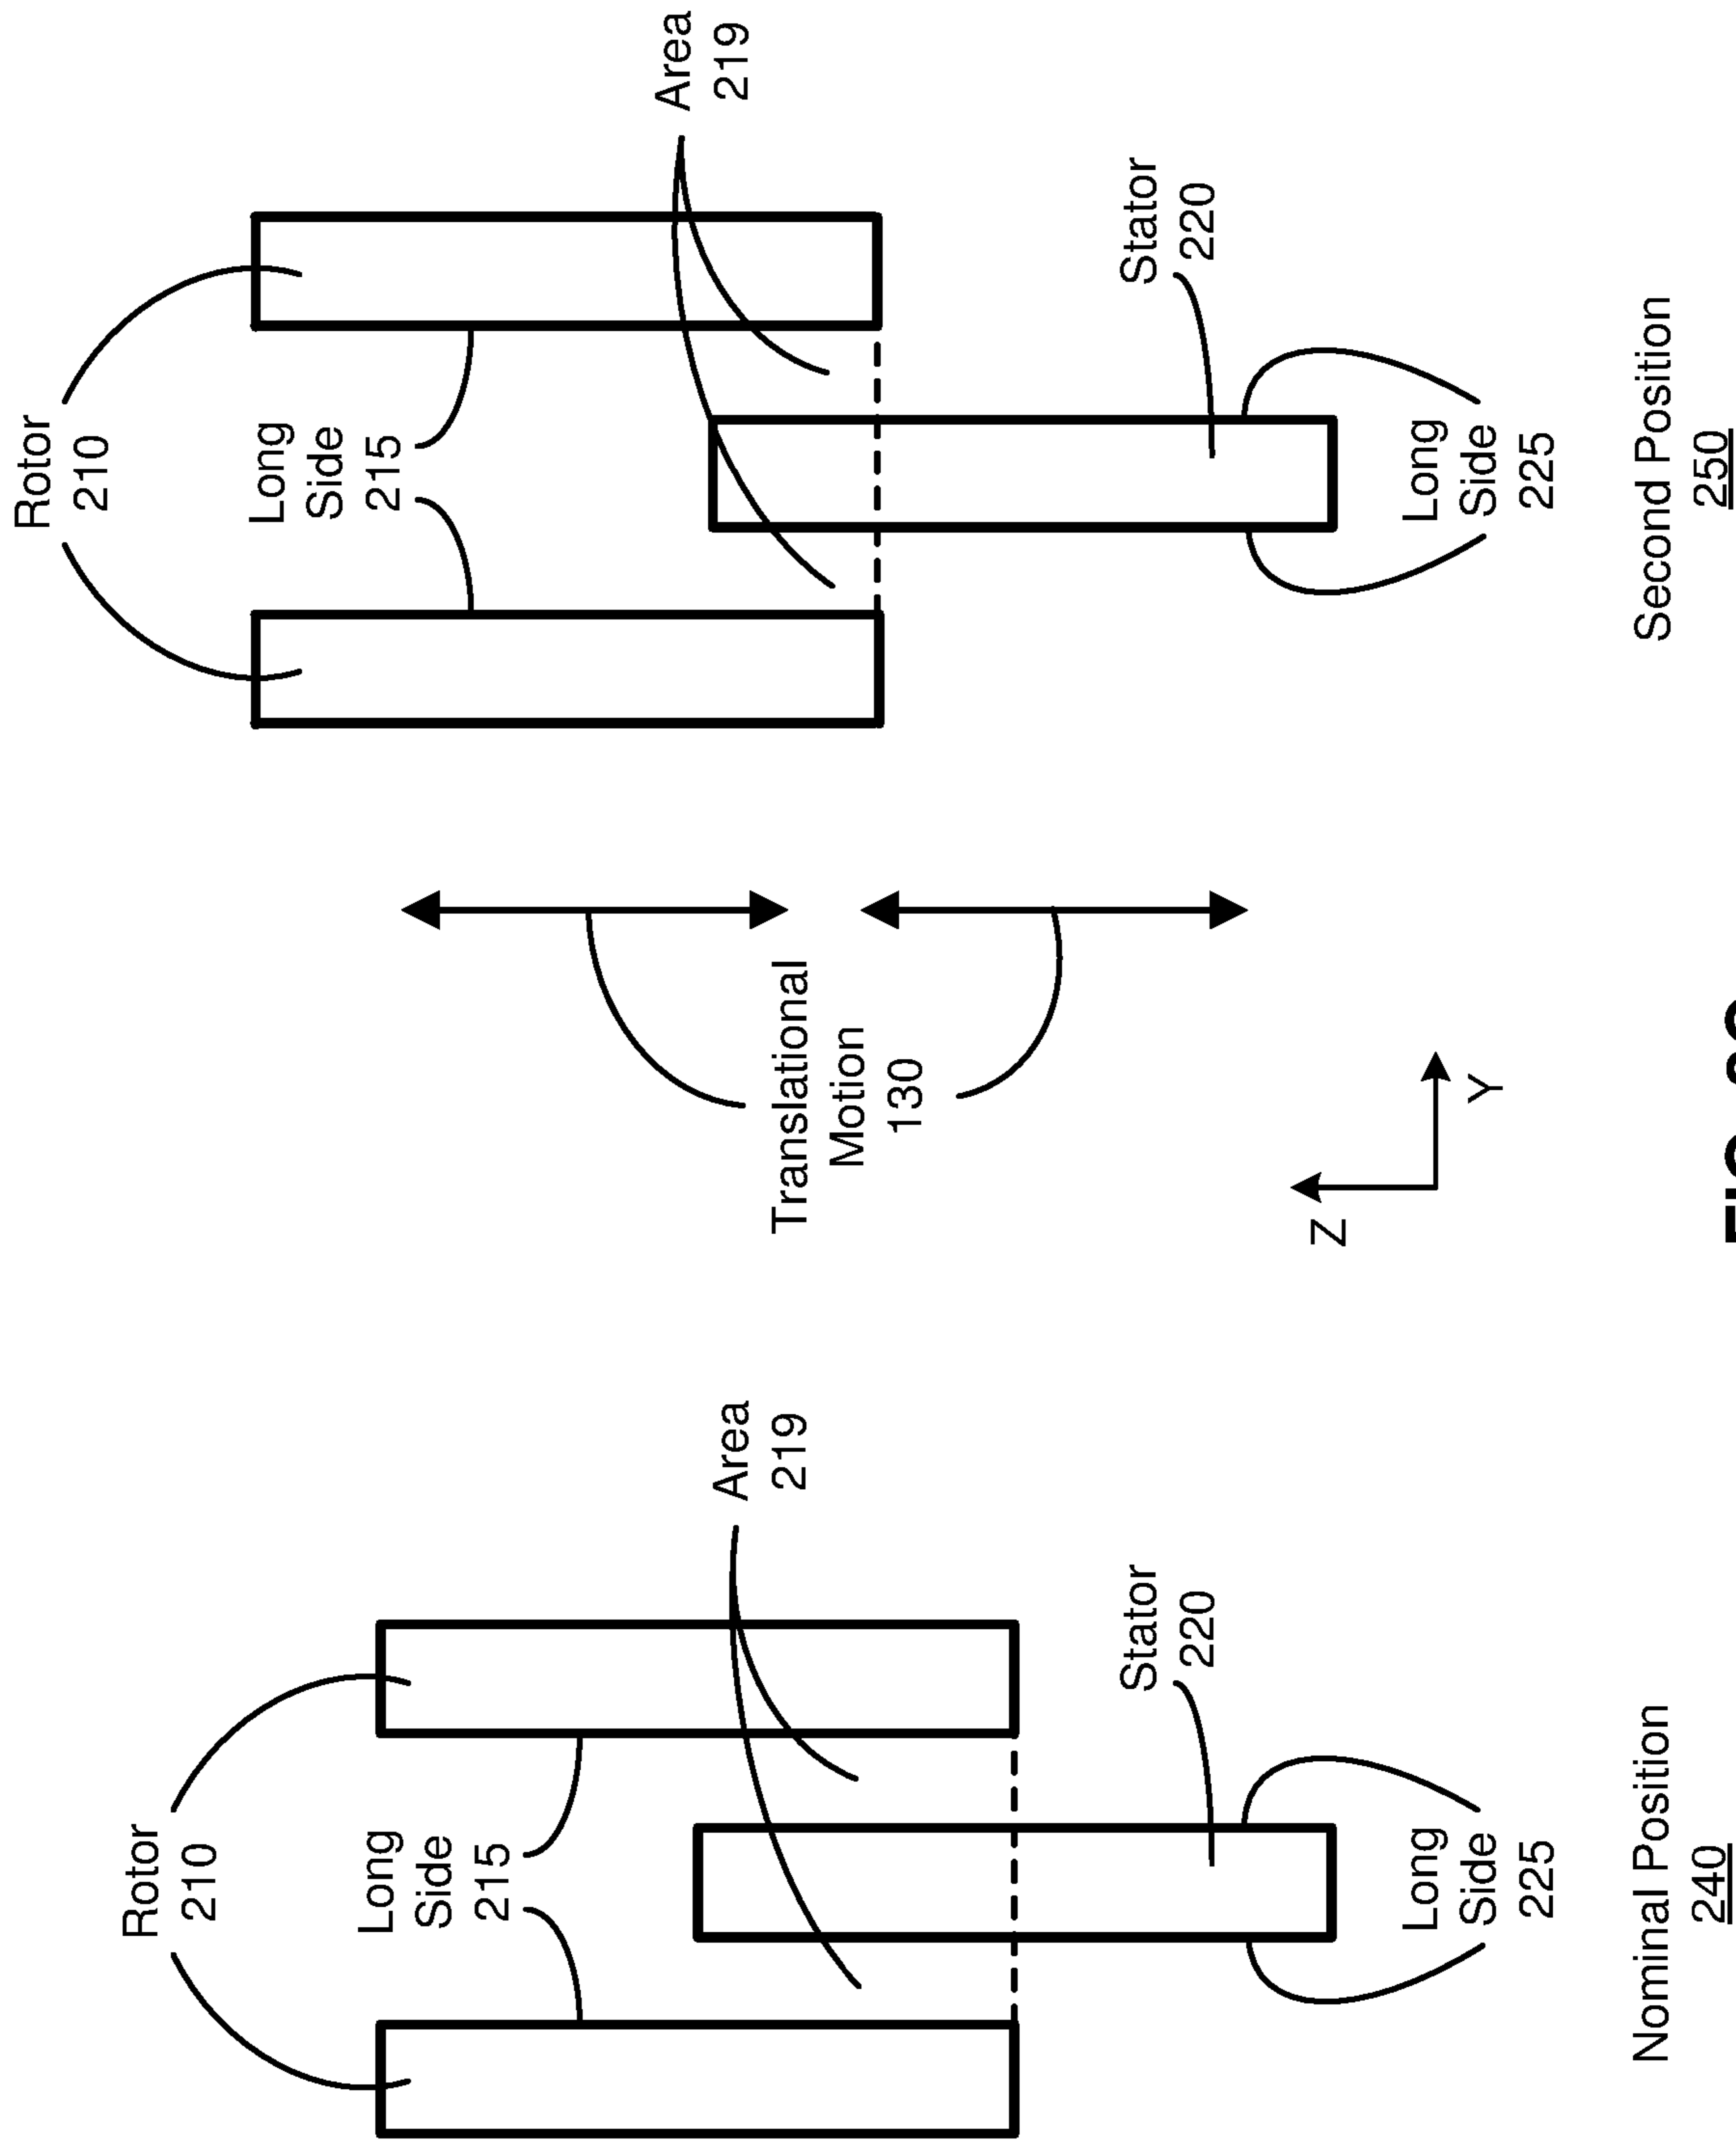 Rotor
210
Long
Side
215
Area
219
Stator
220
Long
Side
225
Nominal Position
240
Translational
Motion
130
Z
Y
Rotor
210
Long
Side
215
Area
219
Stator
220
Long
Side
225
Second Position
250
FIG.